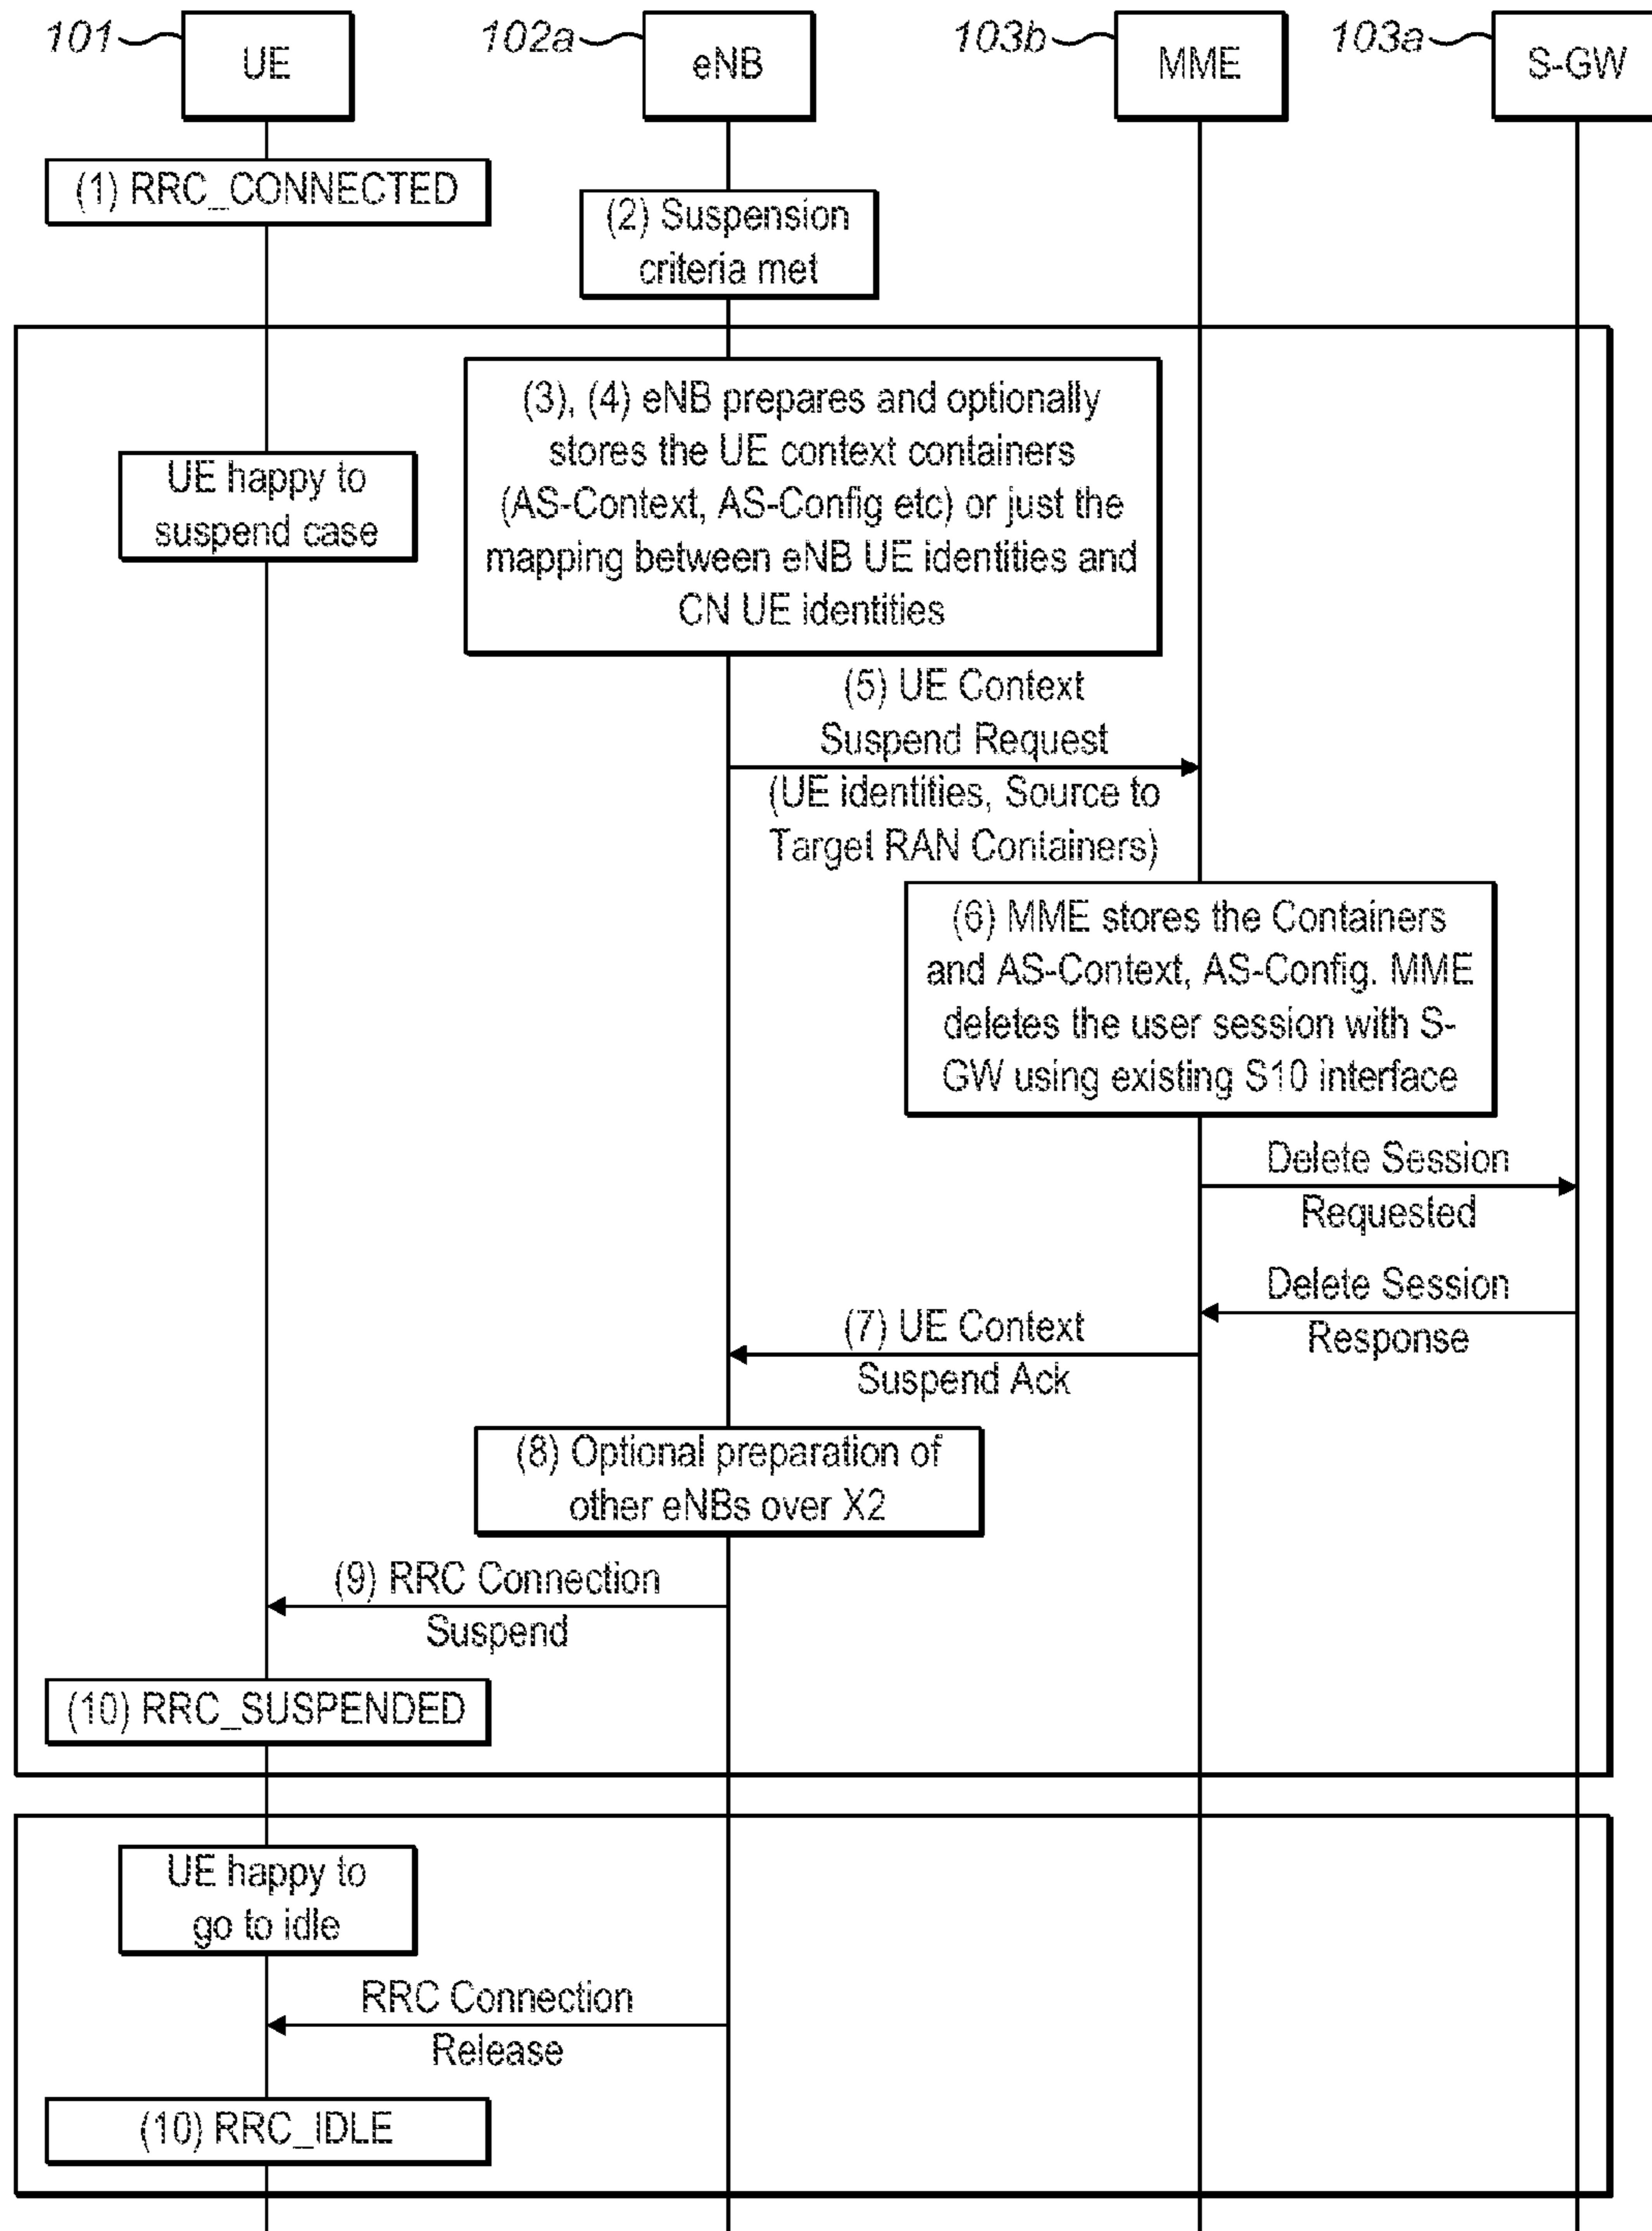 101
UE
102a
eNB
103b
MME
103a
S-GW
(1) RRC_CONNECTED
(2) Suspension
criteria met
(3), (4) eNB prepares and optionally
stores the UE context containers
(AS-Context, AS-Config etc) or just the
mapping between eNB UE identities and
CN UE identities
UE happy to
suspend case
(5) UE Context
Suspend Request
(UE identities, Source to
Target RAN Containers)
(6) MME stores the Containers
and AS-Context, AS-Config. MME
deletes the user session with S-
GW using existing S10 interface
Delete Session
Requested
Delete Session
Response
(7) UE Context
Suspend Ack
(8) Optional preparation of
other eNBs over X2
(9) RRC Connection
Suspend
(10) RRC_SUSPENDED
UE happy to
go to idle
RRC Connection
Release
(10) RRC_IDLE